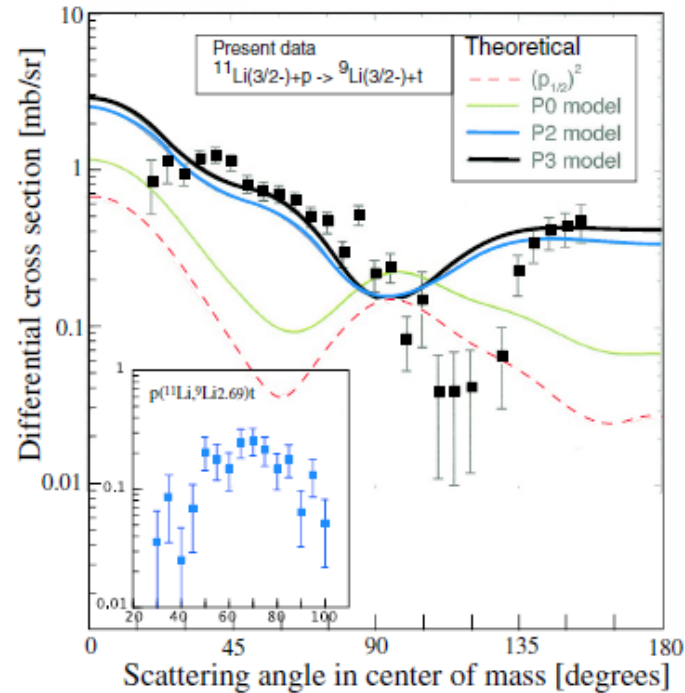 10
1
0.1
0.01
Differential cross section [mb/sr]
Present data
¹¹Li(3/2-)+p -> ⁹Li(3/2-)+t
Theoretical
(p₁/₂)²
P0 model
P2 model
P3 model
p(¹¹Li,⁹Li2.69)t
1
0.1
0.01
20 40 60 80 100
0 45 90 135 180
Scattering angle in center of mass [degrees]